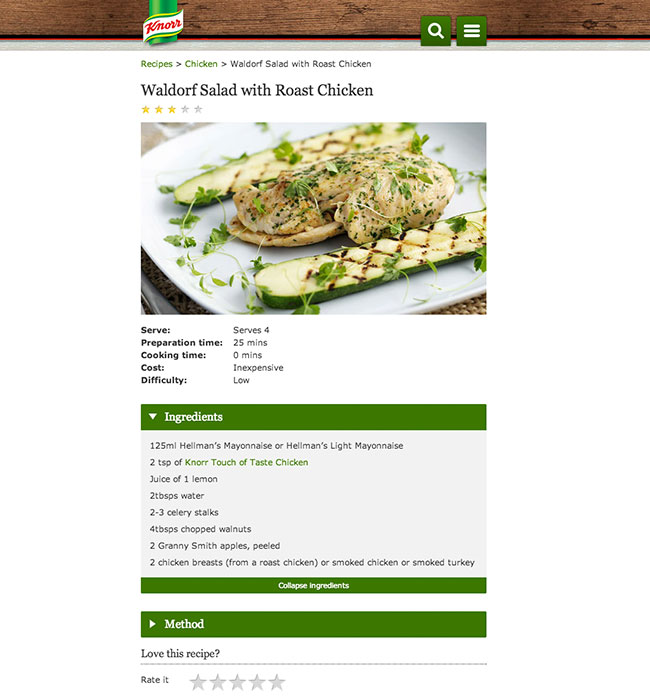 Knorr
Recipes > Chicken > Waldorf Salad with Roast Chicken
Waldorf Salad with Roast Chicken
Serve: Serves 4
Preparation time: 25 mins
Cooking time: 0 mins
Cost: Inexpensive
Difficulty: Low
Ingredients
125ml Hellman's Mayonnaise or Hellman's Light Mayonnaise
2 tsp of Knorr Touch of Taste Chicken
Juice of 1 lemon
2tbsps water
2-3 celery stalks
4tbsps chopped walnuts
2 Granny Smith apples, peeled
2 chicken breasts (from a roast chicken) or smoked chicken or smoked turkey
Collapse ingredients
Method
Love this recipe?
Rate it